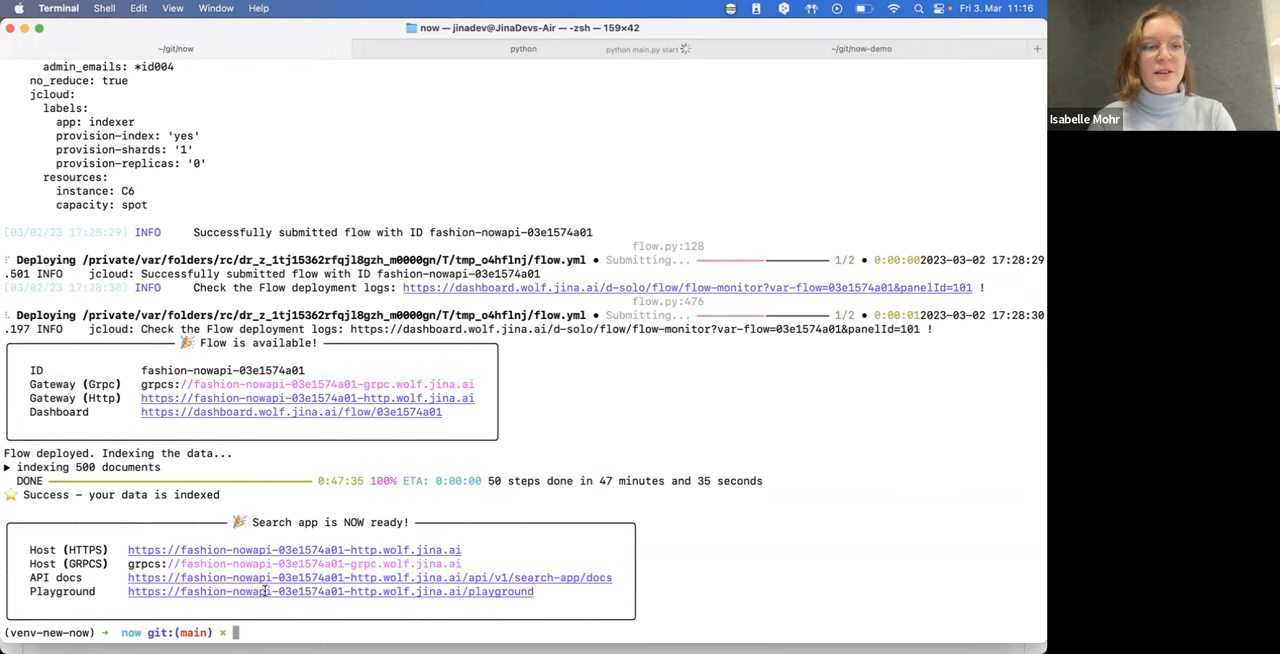 Terminal Shell Edit View Window Help Fri 3. Mar 11:16
now — jinadev@JinaDevs-Air — -zsh — 159×42
~/git/now python python main.py start ~/git/now-demo +
admin_emails: *id004
no_reduce: true
jcloud:
labels:
app: indexer
provision-index: 'yes'
provision-shards: '1'
provision-replicas: '0'
resources:
instance: C6
capacity: spot
Isabelle Mohr
[03/02/23 17:28:29] INFO Successfully submitted flow with ID fashion-nowapi-03e1574a01
flow.py:128
Deploying /private/var/folders/rc/dr_z_1tj15362rfqjl8gzh_m0000gn/T/tmp_o4hflnj/flow.yml • Submitting... 1/2 • 0:00:002023-03-02 17:28:29
.501 INFO jcloud: Successfully submitted flow with ID fashion-nowapi-03e1574a01
[03/02/23 17:28:30] INFO Check the Flow deployment logs: https://dashboard.wolf.jina.ai/d-solo/flow/flow-monitor?var-flow=03e1574a01&panelId=101 !
flow.py:476
Deploying /private/var/folders/rc/dr_z_1tj15362rfqjl8gzh_m0000gn/T/tmp_o4hflnj/flow.yml • Submitting... 1/2 • 0:00:012023-03-02 17:28:30
.197 INFO jcloud: Check the Flow deployment logs: https://dashboard.wolf.jina.ai/d-solo/flow/flow-monitor?var-flow=03e1574a01&panelId=101 !
🎉 Flow is available!
ID fashion-nowapi-03e1574a01
Gateway (Grpc) grpcs://fashion-nowapi-03e1574a01-grpc.wolf.jina.ai
Gateway (Http) https://fashion-nowapi-03e1574a01-http.wolf.jina.ai
Dashboard https://dashboard.wolf.jina.ai/flow/03e1574a01
Flow deployed. Indexing the data...
▶ indexing 500 documents
DONE 0:47:35 100% ETA: 0:00:00 50 steps done in 47 minutes and 35 seconds
⭐ Success - your data is indexed
🎉 Search app is NOW ready!
Host (HTTPS) https://fashion-nowapi-03e1574a01-http.wolf.jina.ai
Host (GRPCS) grpcs://fashion-nowapi-03e1574a01-grpc.wolf.jina.ai
API docs https://fashion-nowapi-03e1574a01-http.wolf.jina.ai/api/v1/search-app/docs
Playground https://fashion-nowapi-03e1574a01-http.wolf.jina.ai/playground
(venv-new-now) → now git:(main) ×